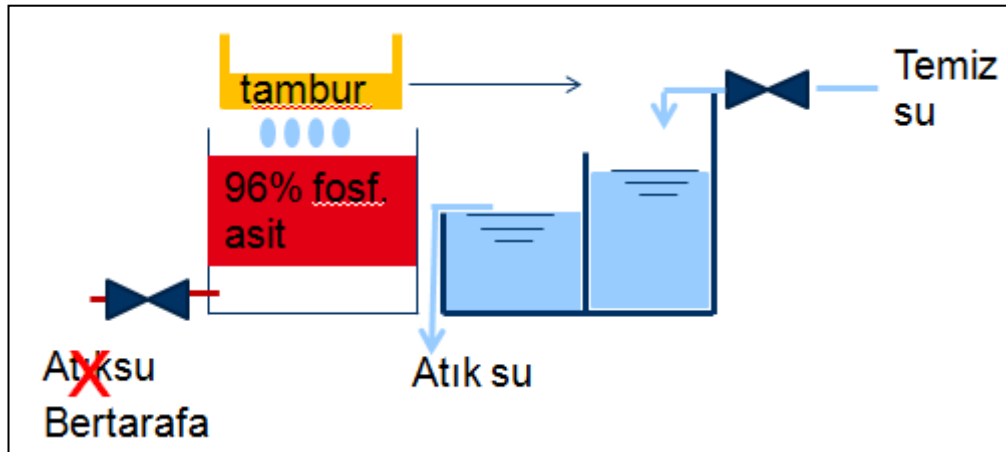 tambur
Temiz
su
96% fosf.
asit
Atıksu
Bertarafa
Atık su